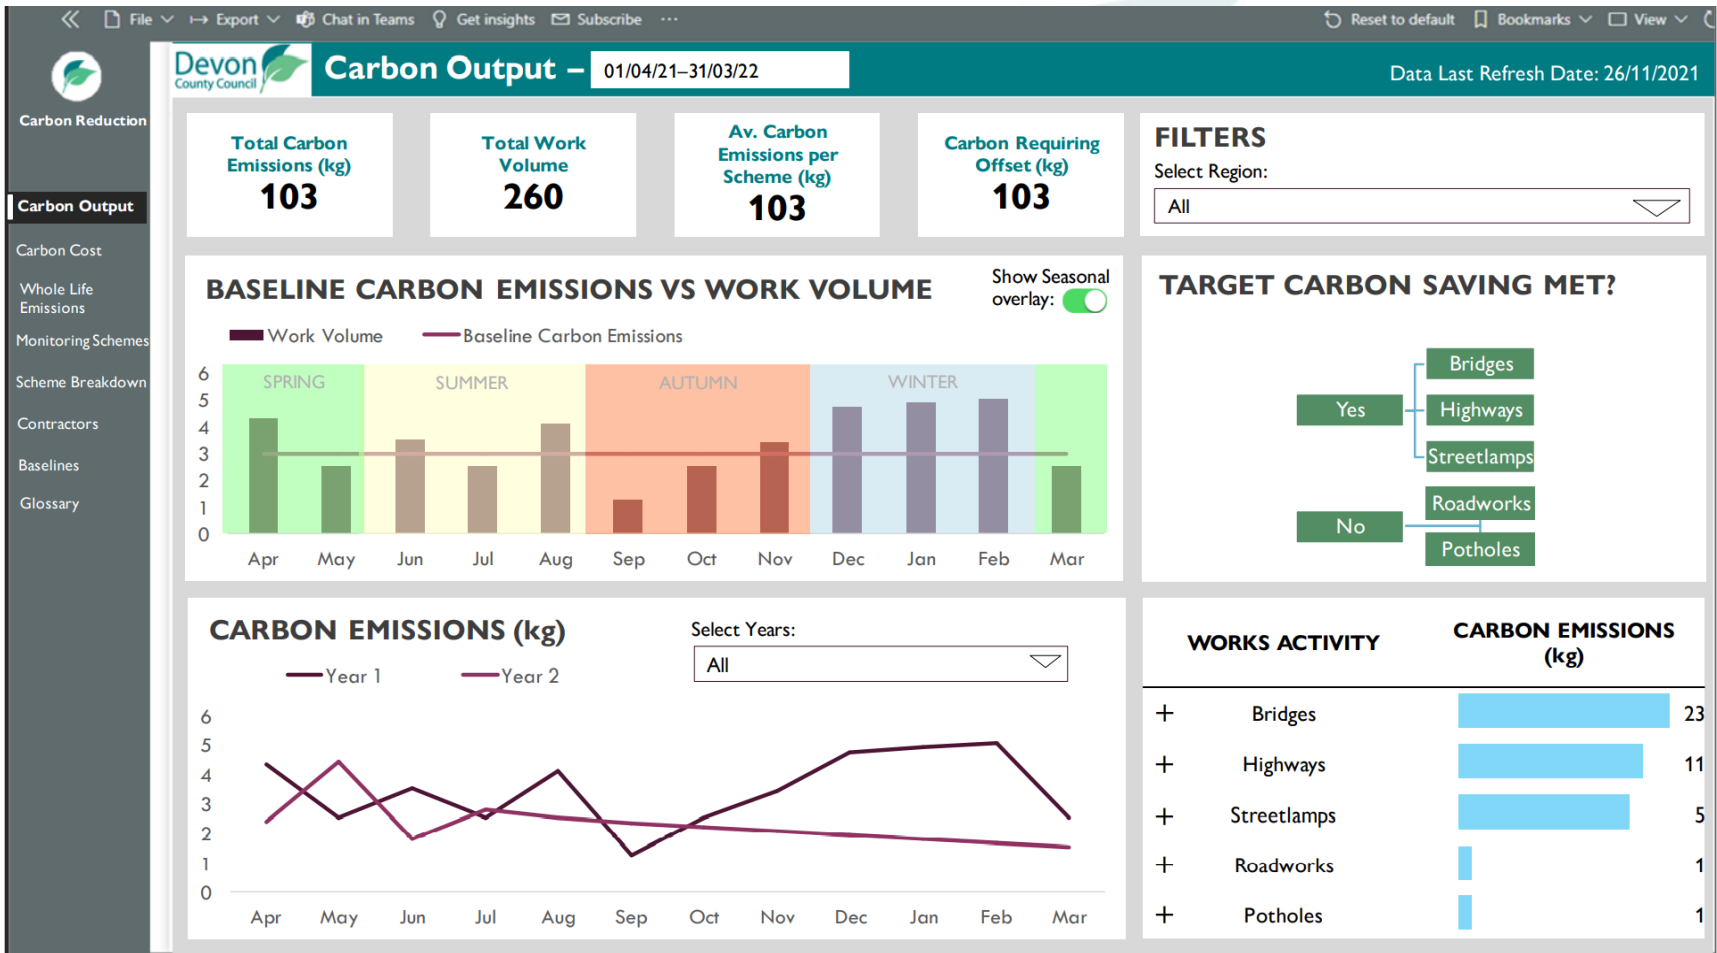 File
Export
Chat in Teams
Get insights
Subscribe
Reset to default
Bookmarks
View
Devon
County Council
Carbon Output – 01/04/21–31/03/22
Data Last Refresh Date: 26/11/2021
Carbon Reduction
Carbon Output
Carbon Cost
Whole Life
Emissions
Monitoring Schemes
Scheme Breakdown
Contractors
Baselines
Glossary
Total Carbon
Emissions (kg)
103
Total Work
Volume
260
Av. Carbon
Emissions per
Scheme (kg)
103
Carbon Requiring
Offset (kg)
103
FILTERS
Select Region:
All
BASELINE CARBON EMISSIONS VS WORK VOLUME
Show Seasonal
overlay:
Work Volume
Baseline Carbon Emissions
6
5
4
3
2
1
0
SPRING
SUMMER
AUTUMN
WINTER
Apr May Jun Jul Aug Sep Oct Nov Dec Jan Feb Mar
TARGET CARBON SAVING MET?
Yes
Bridges
Highways
Streetlamps
No
Roadworks
Potholes
CARBON EMISSIONS (kg)
Select Years:
All
Year 1
Year 2
6
5
4
3
2
1
0
Apr May Jun Jul Aug Sep Oct Nov Dec Jan Feb Mar
WORKS ACTIVITY
CARBON EMISSIONS
(kg)
+ Bridges 23
+ Highways 11
+ Streetlamps 5
+ Roadworks 1
+ Potholes 1